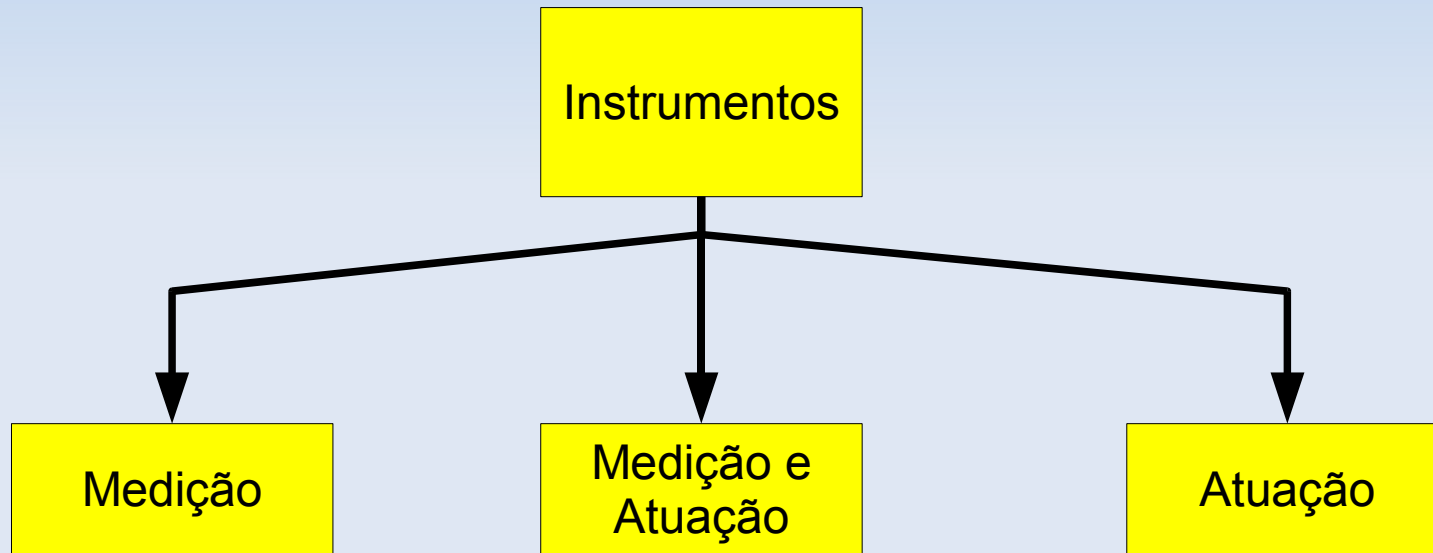 Instrumentos
Medição
Medição e
Atuação
Atuação